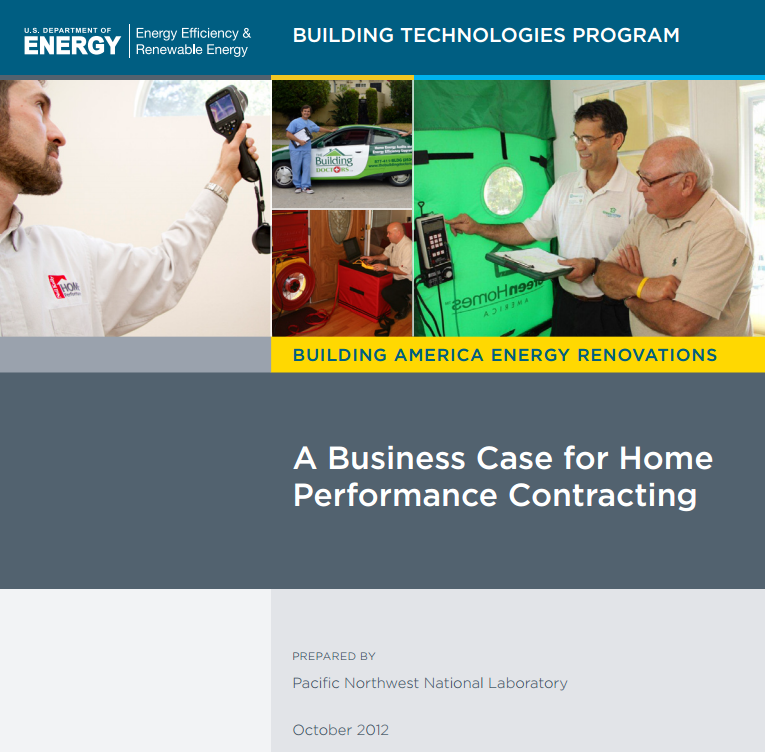 U.S. DEPARTMENT OF
ENERGY
Energy Efficiency &
Renewable Energy
BUILDING TECHNOLOGIES PROGRAM
Building
DOCTORS
GreenHomes
AMERICA
BUILDING AMERICA ENERGY RENOVATIONS
A Business Case for Home
Performance Contracting
PREPARED BY
Pacific Northwest National Laboratory
October 2012